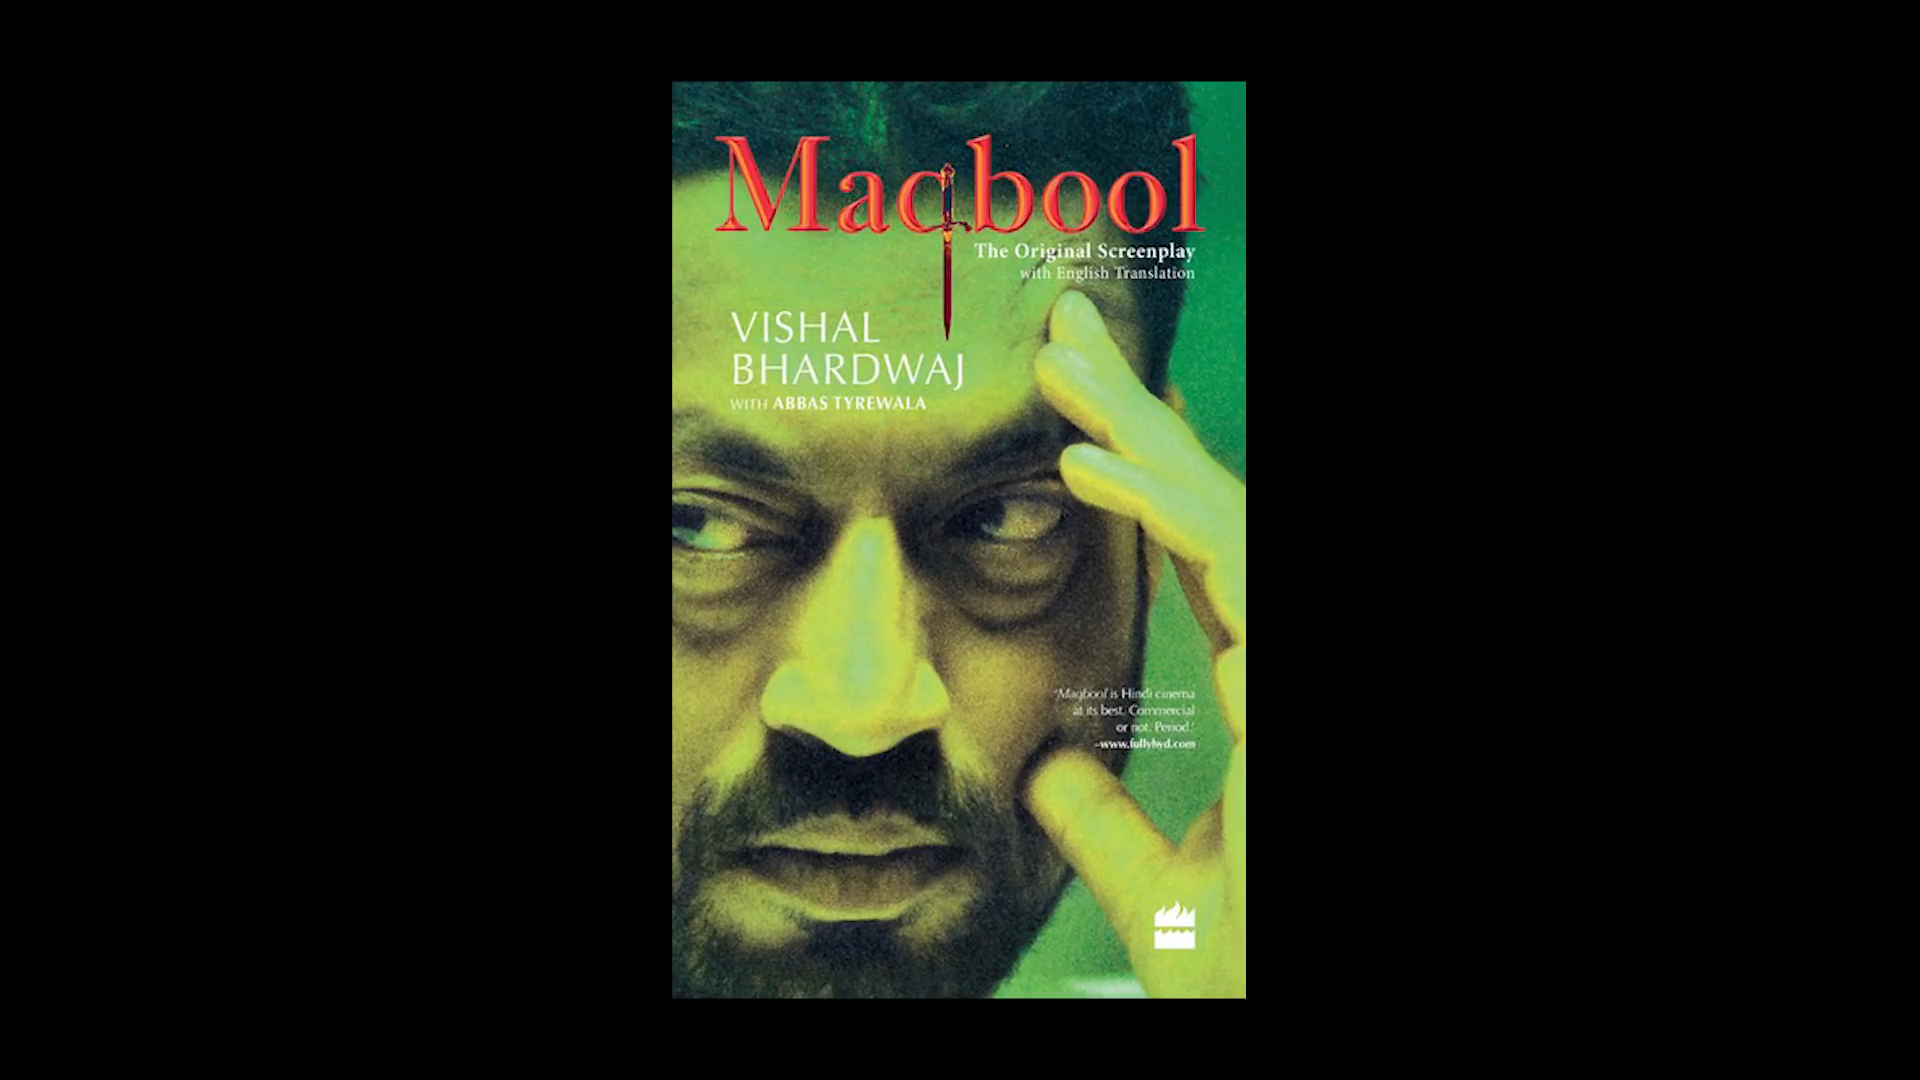 Maqbool
The Original Screenplay
with English Translation
VISHAL
BHARDWAJ
WITH ABBAS TYREWALA
'Maqbool is Hindi cinema
at its best. Commercial
or not. Period.'
–www.fullyhyd.com